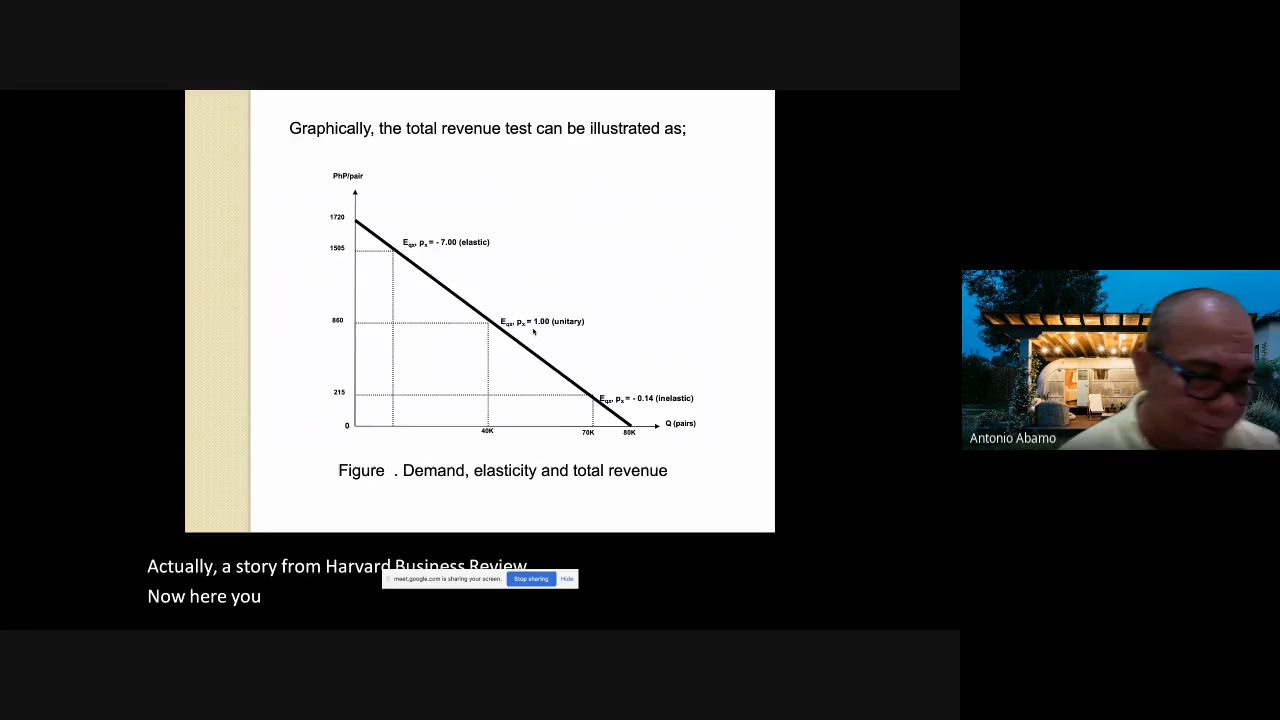 Graphically, the total revenue test can be illustrated as;
PhP/pair
1720
1505
Eqx, px = - 7.00 (elastic)
860
Eqx, px = 1.00 (unitary)
215
Eqx, px = - 0.14 (inelastic)
0
40K
70K
80K
Q (pairs)
Figure . Demand, elasticity and total revenue
Antonio Abamo
Actually, a story from Harvard Business Review
meet.google.com is sharing your screen.
Stop sharing
Hide
Now here you